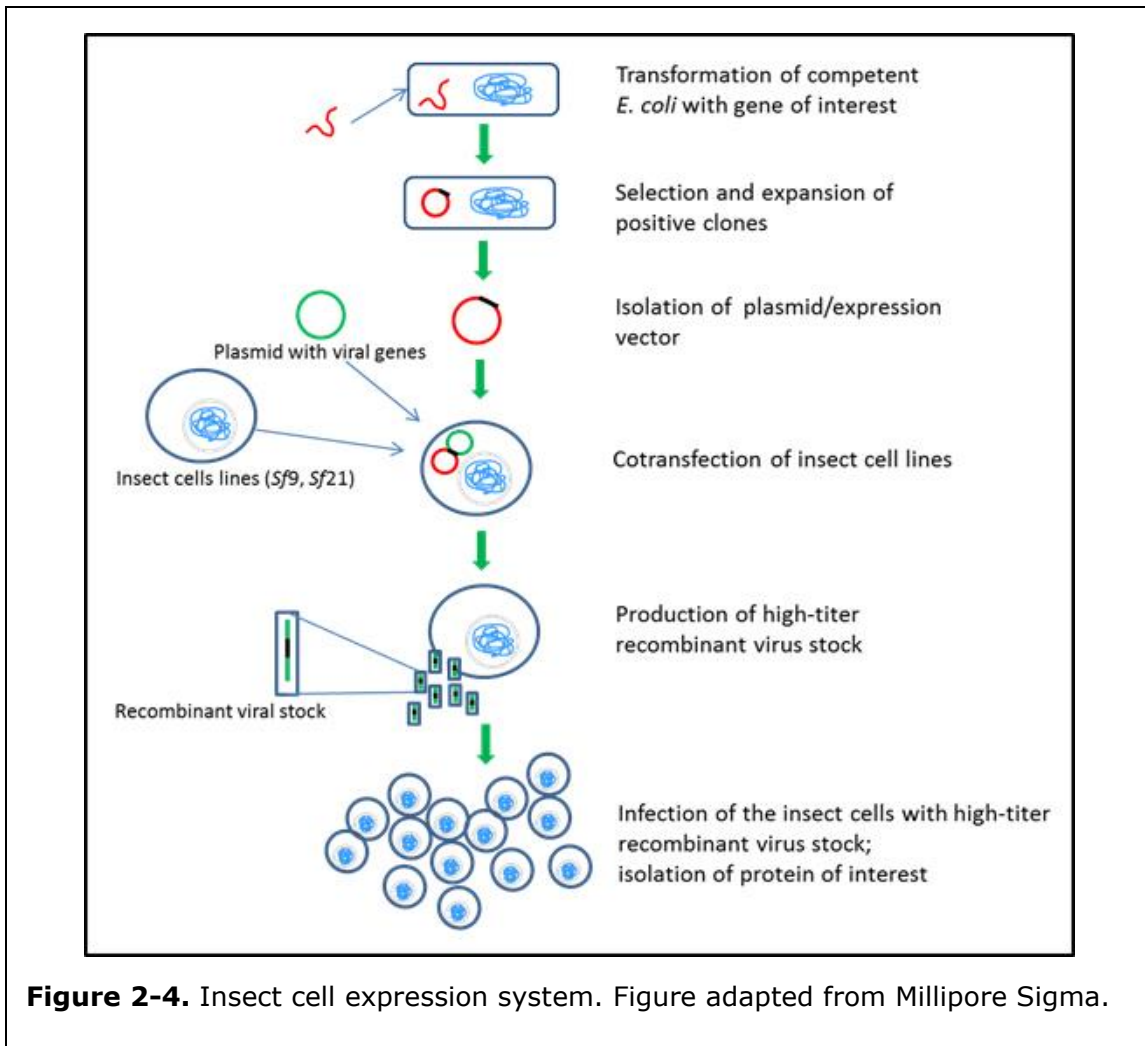 Transformation of competent
E. coli with gene of interest
Selection and expansion of
positive clones
Isolation of plasmid/expression
vector
Plasmid with viral genes
Insect cells lines (Sf9, Sf21)
Cotransfection of insect cell lines
Production of high-titer
recombinant virus stock
Recombinant viral stock
Infection of the insect cells with high-titer
recombinant virus stock;
isolation of protein of interest
Figure 2-4. Insect cell expression system. Figure adapted from Millipore Sigma.